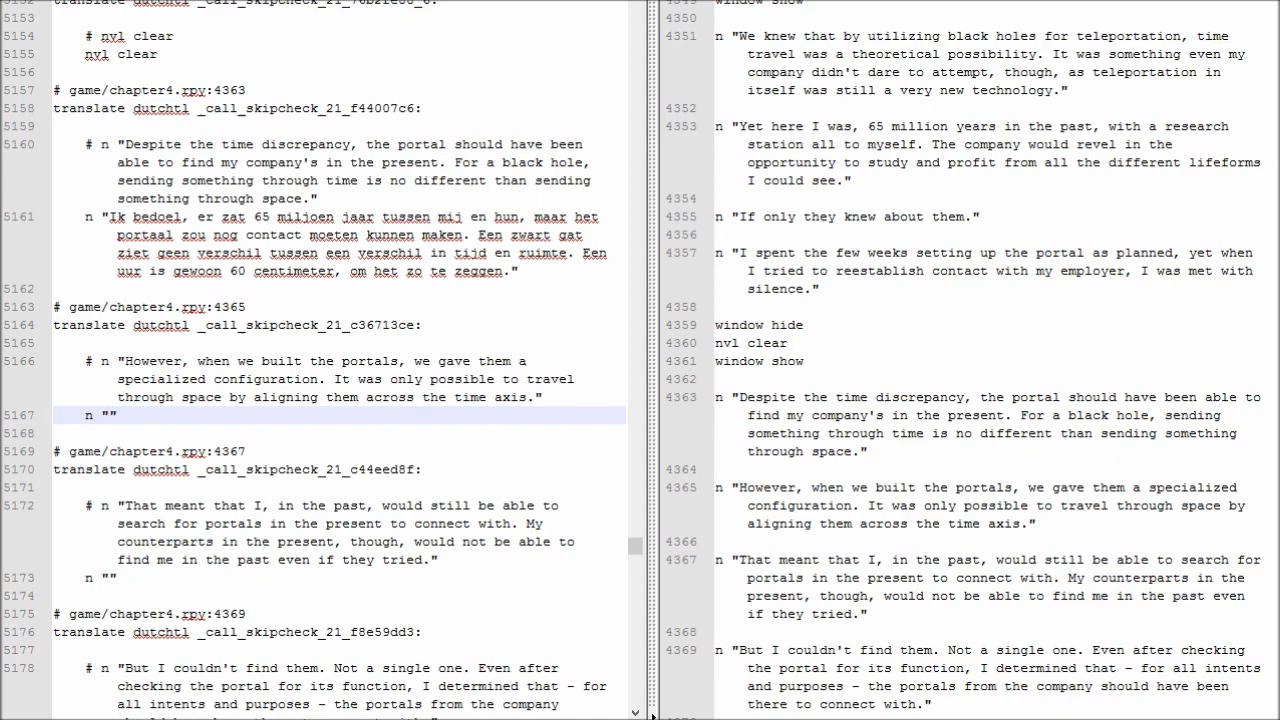 5153
5154 # nvl clear
5155 nvl clear
5156
5157 # game/chapter4.rpy:4363
5158 translate dutchtl _call_skipcheck_21_f44007c6:
5159
5160 # n "Despite the time discrepancy, the portal should have been
able to find my company's in the present. For a black hole,
sending something through time is no different than sending
something through space."
5161 n "Ik bedoel, er zat 65 miljoen jaar tussen mij en hun, maar het
portaal zou nog contact moeten kunnen maken. Een zwart gat
ziet geen verschil tussen een verschil in tijd en ruimte. Een
uur is gewoon 60 centimeter, om het zo te zeggen."
5162
5163 # game/chapter4.rpy:4365
5164 translate dutchtl _call_skipcheck_21_c36713ce:
5165
5166 # n "However, when we built the portals, we gave them a
specialized configuration. It was only possible to travel
through space by aligning them across the time axis."
5167 n ""
5168
5169 # game/chapter4.rpy:4367
5170 translate dutchtl _call_skipcheck_21_c44eed8f:
5171
5172 # n "That meant that I, in the past, would still be able to
search for portals in the present to connect with. My
counterparts in the present, though, would not be able to
find me in the past even if they tried."
5173 n ""
5174
5175 # game/chapter4.rpy:4369
5176 translate dutchtl _call_skipcheck_21_f8e59dd3:
5177
5178 # n "But I couldn't find them. Not a single one. Even after
checking the portal for its function, I determined that – for
all intents and purposes – the portals from the company
window show
4350
4351 n "We knew that by utilizing black holes for teleportation, time
travel was a theoretical possibility. It was something even my
company didn't dare to attempt, though, as teleportation in
itself was still a very new technology."
4352
4353 n "Yet here I was, 65 million years in the past, with a research
station all to myself. The company would revel in the
opportunity to study and profit from all the different lifeforms
I could see."
4354
4355 n "If only they knew about them."
4356
4357 n "I spent the few weeks setting up the portal as planned, yet when
I tried to reestablish contact with my employer, I was met with
silence."
4358
4359 window hide
4360 nvl clear
4361 window show
4362
4363 n "Despite the time discrepancy, the portal should have been able to
find my company's in the present. For a black hole, sending
something through time is no different than sending something
through space."
4364
4365 n "However, when we built the portals, we gave them a specialized
configuration. It was only possible to travel through space by
aligning them across the time axis."
4366
4367 n "That meant that I, in the past, would still be able to search for
portals in the present to connect with. My counterparts in the
present, though, would not be able to find me in the past even
if they tried."
4368
4369 n "But I couldn't find them. Not a single one. Even after checking
the portal for its function, I determined that – for all intents
and purposes – the portals from the company should have been
there to connect with."